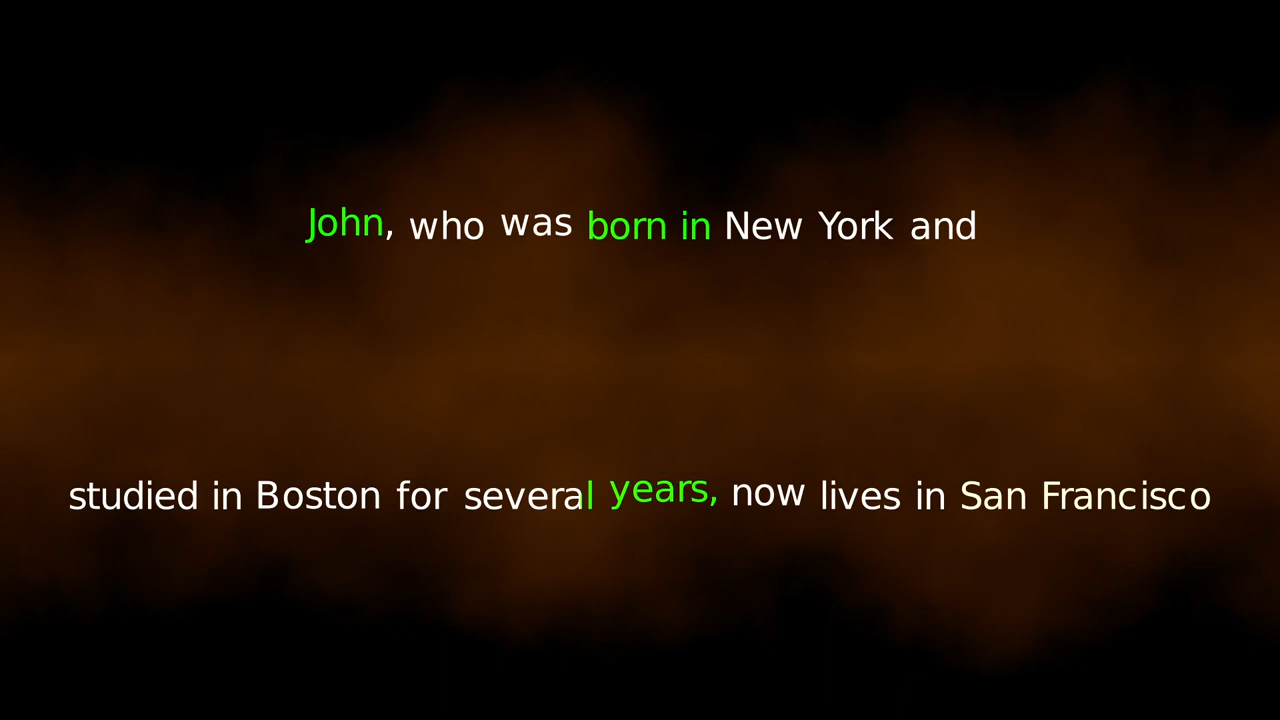 John, who was born in New York and
studied in Boston for several years, now lives in San Francisco